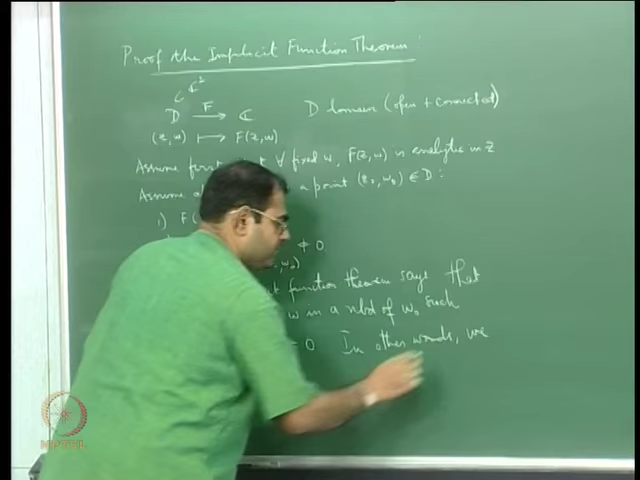 Proof the Implicit Function Theorem
⊂ ℂ²
D →F ℂ D domain (open + connected)
(z, w) ⟼ F(z, w)
Assume first ∀ fixed w, F(z, w) is analytic in z
Assume a point (z₀, w₀) ∈ D :
1) F(
≠ 0
, w₀)
function theorem says that
w in a nbd of w₀ such
= 0 In other words, we
NPTEL